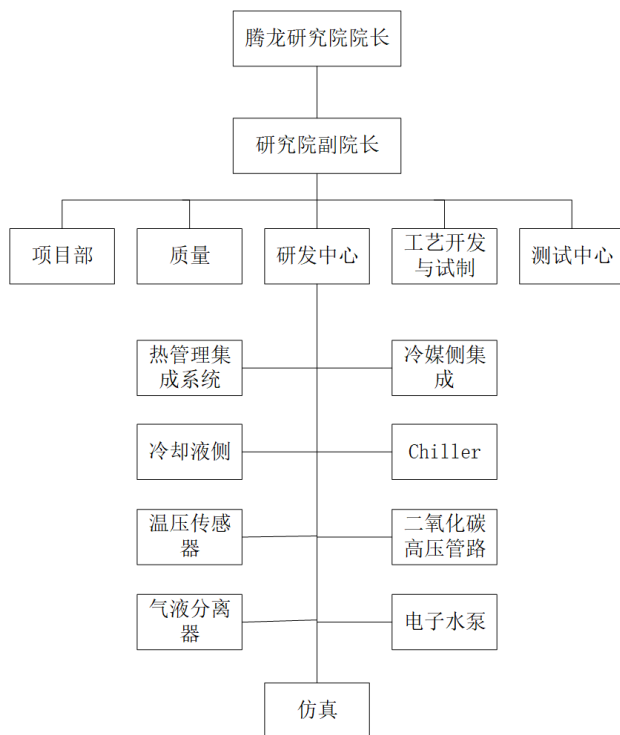 腾龙研究院院长
研究院副院长
项目部
质量
研发中心
工艺开发
与试制
测试中心
热管理集
成系统
冷媒侧集
成
冷却液侧
Chiller
温压传感
器
二氧化碳
高压管路
气液分离
器
电子水泵
仿真